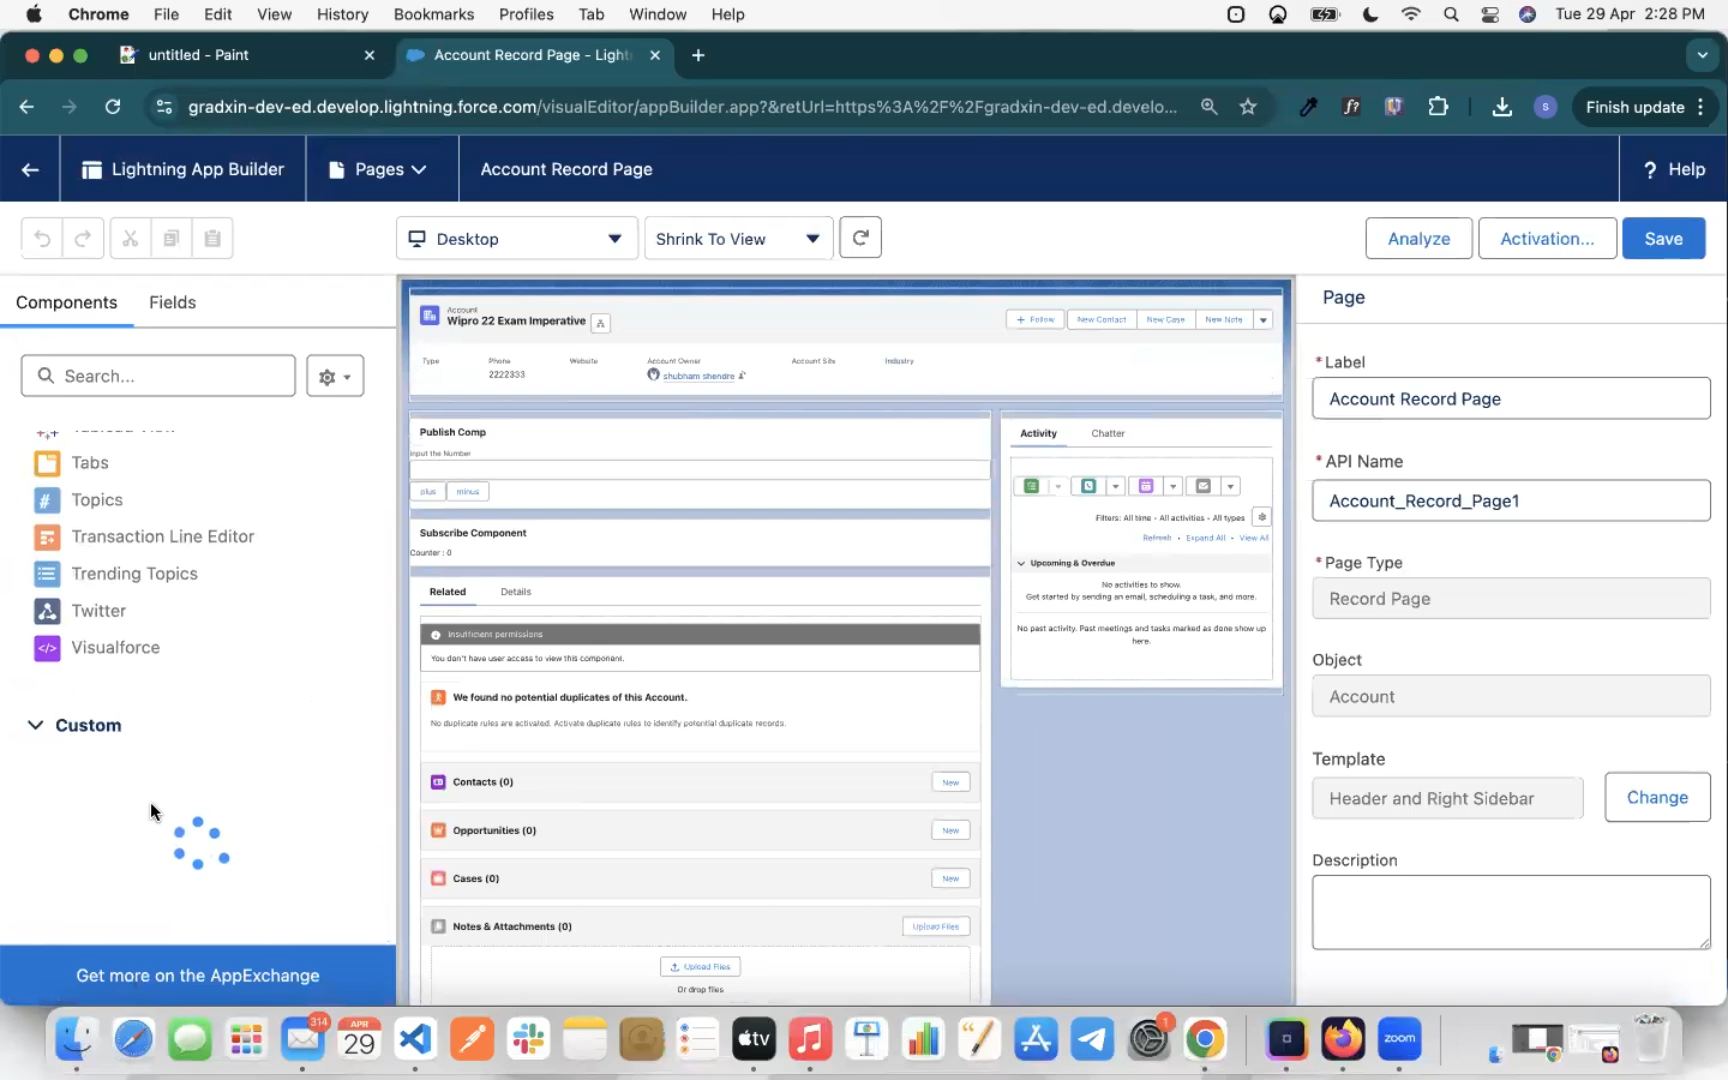 Chrome File Edit View History Bookmarks Profiles Tab Window Help Tue 29 Apr 2:28 PM
untitled - Paint
Account Record Page - Light
gradxin-dev-ed.develop.lightning.force.com/visualEditor/appBuilder.app?&retUrl=https%3A%2F%2Fgradxin-dev-ed.develo...
f?
S
Finish update
Lightning App Builder
Pages
Account Record Page
? Help
Desktop
Shrink To View
Analyze
Activation...
Save
Components
Fields
Search...
Tabs
Topics
Transaction Line Editor
Trending Topics
Twitter
Visualforce
Custom
Get more on the AppExchange
Account
Wipro 22 Exam Imperative
+ Follow
New Contact
New Case
New Note
Type
Phone
Website
Account Owner
Account Site
Industry
2222333
shubham shendre
Publish Comp
Input the Number
plus
minus
Subscribe Component
Counter : 0
Related
Details
Insufficient permissions
You don't have user access to view this component.
We found no potential duplicates of this Account.
No duplicate rules are activated. Activate duplicate rules to identify potential duplicate records.
Contacts (0)
New
Opportunities (0)
New
Cases (0)
New
Notes & Attachments (0)
Upload Files
Upload Files
Or drop files
Activity
Chatter
Filters: All time • All activities • All types
Refresh • Expand All • View All
Upcoming & Overdue
No activities to show.
Get started by sending an email, scheduling a task, and more.
No past activity. Past meetings and tasks marked as done show up
here.
Page
*Label
Account Record Page
*API Name
Account_Record_Page1
*Page Type
Record Page
Object
Account
Template
Header and Right Sidebar
Change
Description
314
APR
29
tv
1
zoom